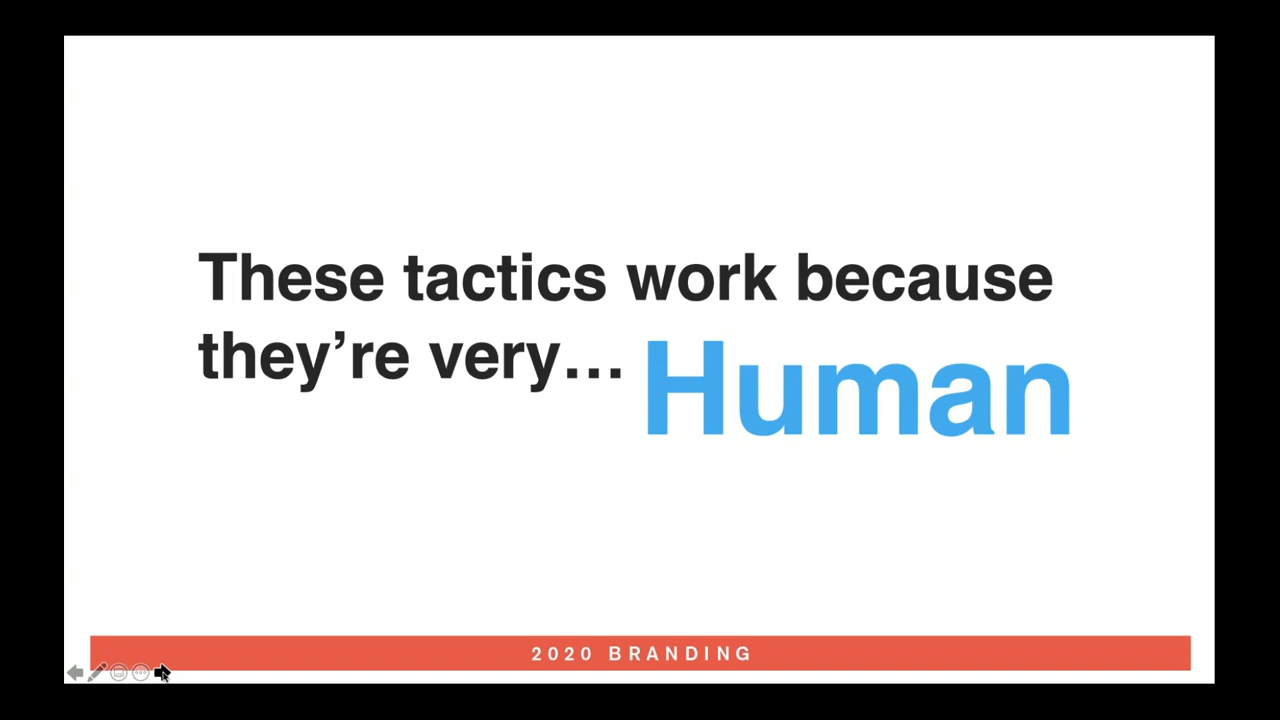 These tactics work because
they’re very… Human
2020 BRANDING